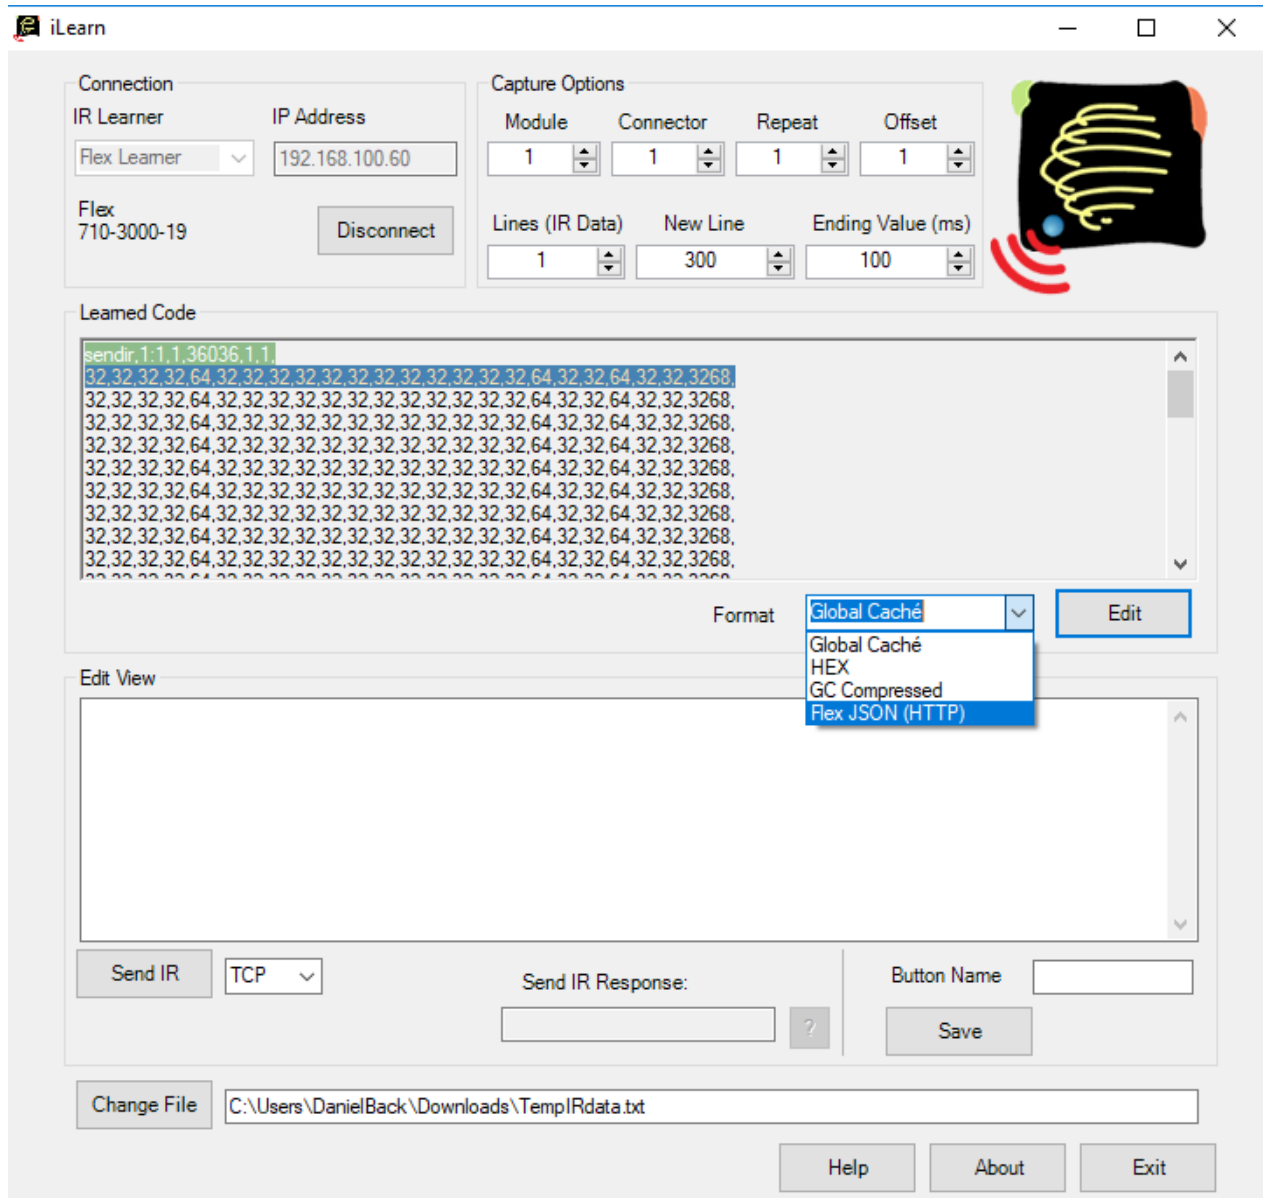 iLearn
Connection
IR Learner IP Address
Flex Learner 192.168.100.60
Flex
710-3000-19
Disconnect
Capture Options
Module Connector Repeat Offset
1 1 1 1
Lines (IR Data) New Line Ending Value (ms)
1 300 100
Learned Code
sendir,1:1,1,36036,1,1,
32,32,32,32,64,32,32,32,32,32,32,32,32,32,32,32,32,64,32,32,64,32,32,3268,
32,32,32,32,64,32,32,32,32,32,32,32,32,32,32,32,32,64,32,32,64,32,32,3268,
32,32,32,32,64,32,32,32,32,32,32,32,32,32,32,32,32,64,32,32,64,32,32,3268,
32,32,32,32,64,32,32,32,32,32,32,32,32,32,32,32,32,64,32,32,64,32,32,3268,
32,32,32,32,64,32,32,32,32,32,32,32,32,32,32,32,32,64,32,32,64,32,32,3268,
32,32,32,32,64,32,32,32,32,32,32,32,32,32,32,32,32,64,32,32,64,32,32,3268,
32,32,32,32,64,32,32,32,32,32,32,32,32,32,32,32,32,64,32,32,64,32,32,3268,
32,32,32,32,64,32,32,32,32,32,32,32,32,32,32,32,32,64,32,32,64,32,32,3268,
32,32,32,32,64,32,32,32,32,32,32,32,32,32,32,32,32,64,32,32,64,32,32,3268,
Format Global Caché Edit
Global Caché
HEX
GC Compressed
Flex JSON (HTTP)
Edit View
Send IR TCP
Send IR Response:
?
Button Name
Save
Change File C:\Users\DanielBack\Downloads\TempIRdata.txt
Help About Exit